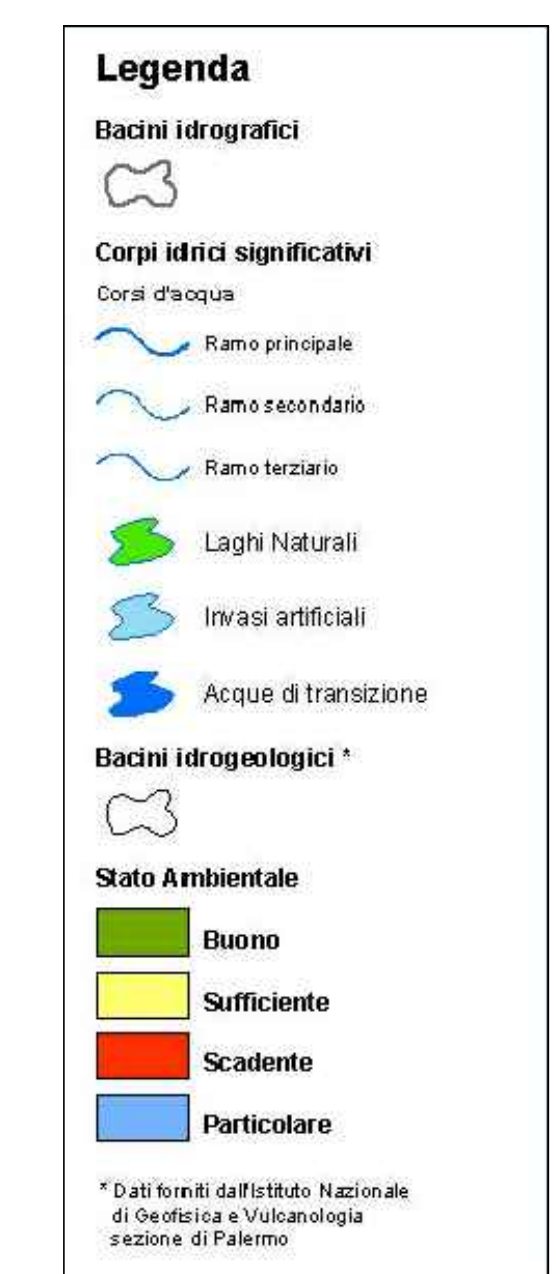 Legenda
Bacini idrografici
Corpi idrici significativi
Corsi d'acqua
Ramo principale
Ramo secondario
Ramo terziario
Laghi Naturali
Invasi artificiali
Acque di transizione
Bacini idrogeologici *
Stato Ambientale
Buono
Sufficiente
Scadente
Particolare
* Dati forniti dall'Istituto Nazionale
di Geofisica e Vulcanologia
sezione di Palermo